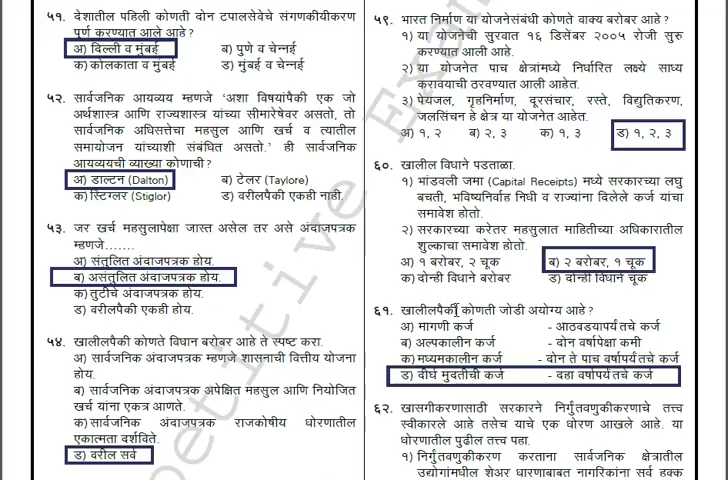 ५१. देशातील पहिली कोणती दोन टपालसेवेचे संगणकीयीकरण
पूर्ण करण्यात आले आहे ?
अ) दिल्ली व मुंबई ब) पुणे व चेन्नई
क) कोलकाता व मुंबई ड) मुंबई व चेन्नई
५२. सार्वजनिक आयव्यय म्हणजे 'अशा विषयांपैकी एक जो
अर्थशास्त्र आणि राज्यशास्त्र यांच्या सीमारेषेवर असतो, तो
सार्वजनिक अधिसत्तेचा महसुल आणि खर्च व त्यातील
समायोजन यांच्याशी संबंधित असतो.' ही सार्वजनिक
आयव्ययची व्याख्या कोणाची ?
अ) डाल्टन (Dalton) ब) टेलर (Taylore)
क) स्टिग्लर (Stiglor) ड) वरीलपैकी एकही नाही.
५३. जर खर्च महसुलापेक्षा जास्त असेल तर असे अंदाजपत्रक
म्हणजे.......
अ) संतुलित अंदाजपत्रक होय.
ब) असंतुलित अंदाजपत्रक होय.
क) तुटीचे अंदाजपत्रक होय.
ड) वरीलपैकी एकही होय.
५४. खालीलपैकी कोणते विधान बरोबर आहे ते स्पष्ट करा.
अ) सार्वजनिक अंदाजपत्रक म्हणजे शासनाची वित्तीय योजना
होय.
ब) सार्वजनिक अंदाजपत्रक अपेक्षित महसुल आणि नियोजित
खर्च यांना एकत्र आणते.
क) सार्वजनिक अंदाजपत्रक राजकोषीय धोरणातील
एकात्मता दर्शविते.
ड) वरील सर्व
५९. भारत निर्माण या योजनेसंबंधी कोणते वाक्य बरोबर आहे ?
१) या योजनेची सुरवात १६ डिसेंबर २००५ रोजी सुरु
करण्यात आली आहे.
२) या योजनेत पाच क्षेत्रांमध्ये निर्धारित लक्ष्ये साध्य
करावयाची ठरवण्यात आली आहेत.
३) पेयजल, गृहनिर्माण, दूरसंचार, रस्ते, विद्युतिकरण,
जलसिंचन हे क्षेत्र या योजनेत आहेत.
अ) १, २ ब) २, ३ क) १, ३ ड) १, २, ३
६०. खालील विधाने पडताळा.
१) भांडवली जमा (Capital Receipts) मध्ये सरकारच्या लघु
बचती, भविष्यनिर्वाह निधी व राज्यांना दिलेले कर्ज यांचा
समावेश होतो.
२) सरकारच्या करेतर महसुलात माहितीच्या अधिकारातील
शुल्काचा समावेश होतो.
अ) १ बरोबर, २ चूक ब) २ बरोबर, १ चूक
क) दोन्ही विधाने बरोबर ड) दोन्ही विधाने चूक
६१. खालीलपैकी कोणती जोडी अयोग्य आहे ?
अ) मागणी कर्ज - आठवडयापर्यंतचे कर्ज
ब) अल्पकालीन कर्ज - दोन वर्षापेक्षा कमी
क) मध्यमकालीन कर्ज - दोन ते पाच वर्षापर्यंतचे कर्ज
ड) दीर्घ मुदतीची कर्ज - दहा वर्षापर्यंतचे कर्ज
६२. खासगीकरणासाठी सरकारने निर्गुंतवणुकीकरणाचे तत्त्व
स्वीकारले आहे तसेच याचे एक धोरण आखले आहे. या
धोरणातील पुढील तत्त्व पहा.
१) निर्गुंतवणुकीकरण करताना सार्वजनिक क्षेत्रातील
उद्योगांमधील शेअर धारणाबाबत नागरिकांना सर्व हक्क